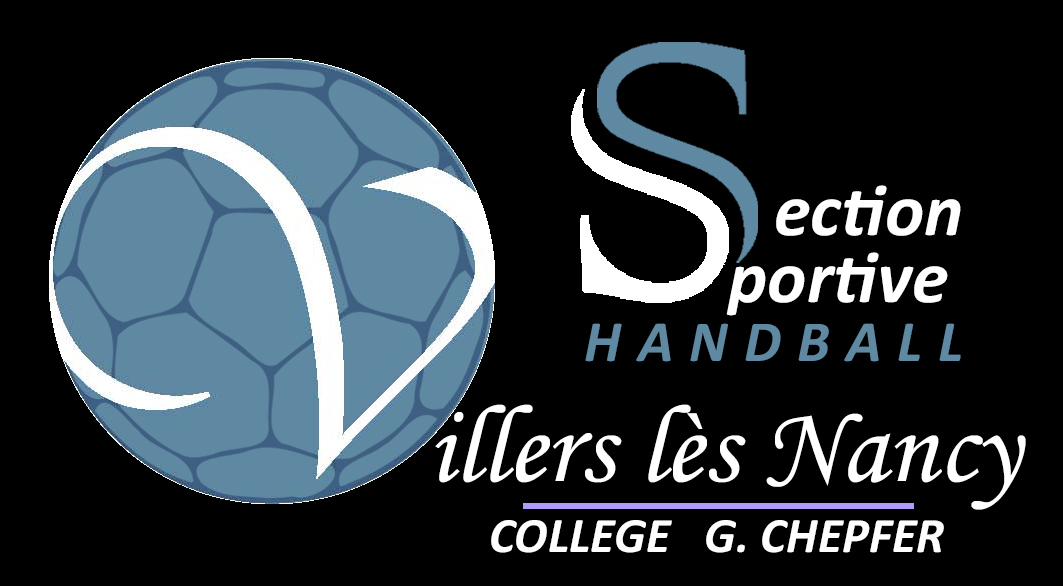 Section
Sportive
HANDBALL
Villers lès Nancy
COLLEGE G. CHEPFER